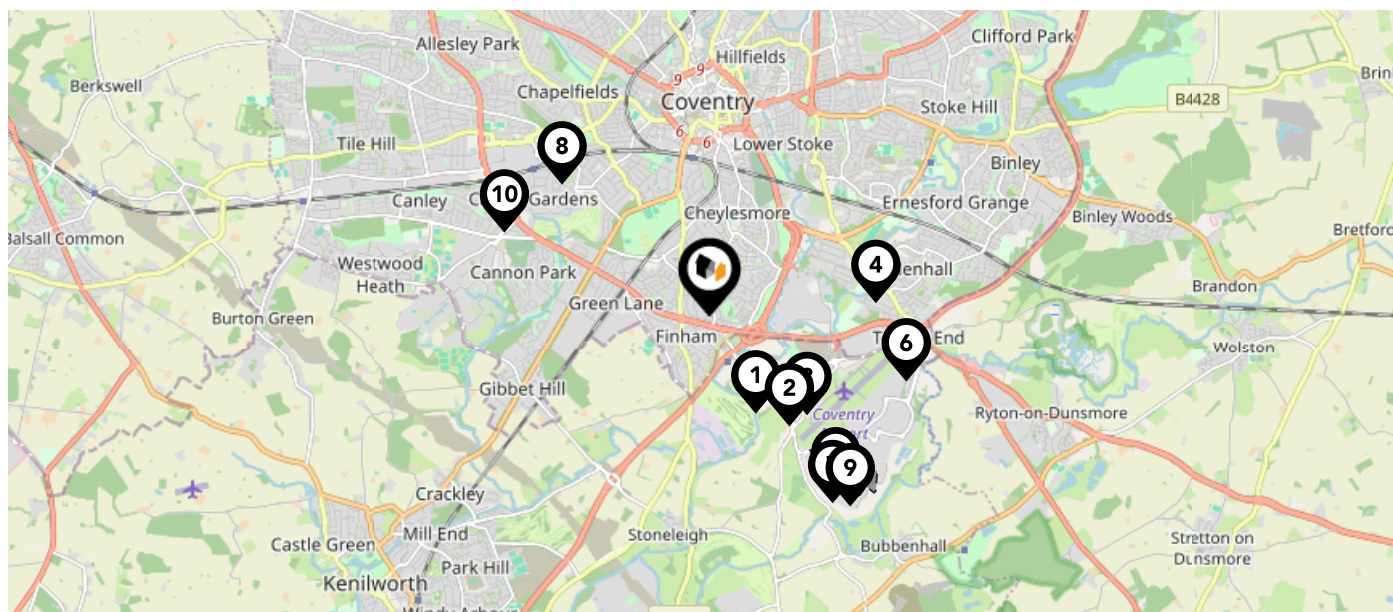 Allesley Park
Hillfields
Clifford Park
Berkswell
Chapelfields
9
9
Coventry
B4428
Stoke Hill
6
6
Tile Hill
8
Lower Stoke
Binley
10
Canley
Gardens
Cheylesmore
Ernesford Grange
Binley Woods
Balsall Common
Westwood
Heath
Cannon Park
4
Brandon
Green Lane
Burton Green
Finham
6
End
Wolston
1
2
Gibbet Hill
Coventry
Ryton-on-Dunsmore
9
Crackley
Mill End
Stoneleigh
Castle Green
Bubbenhall
Stretton on
Dunsmore
Park Hill
Kenilworth